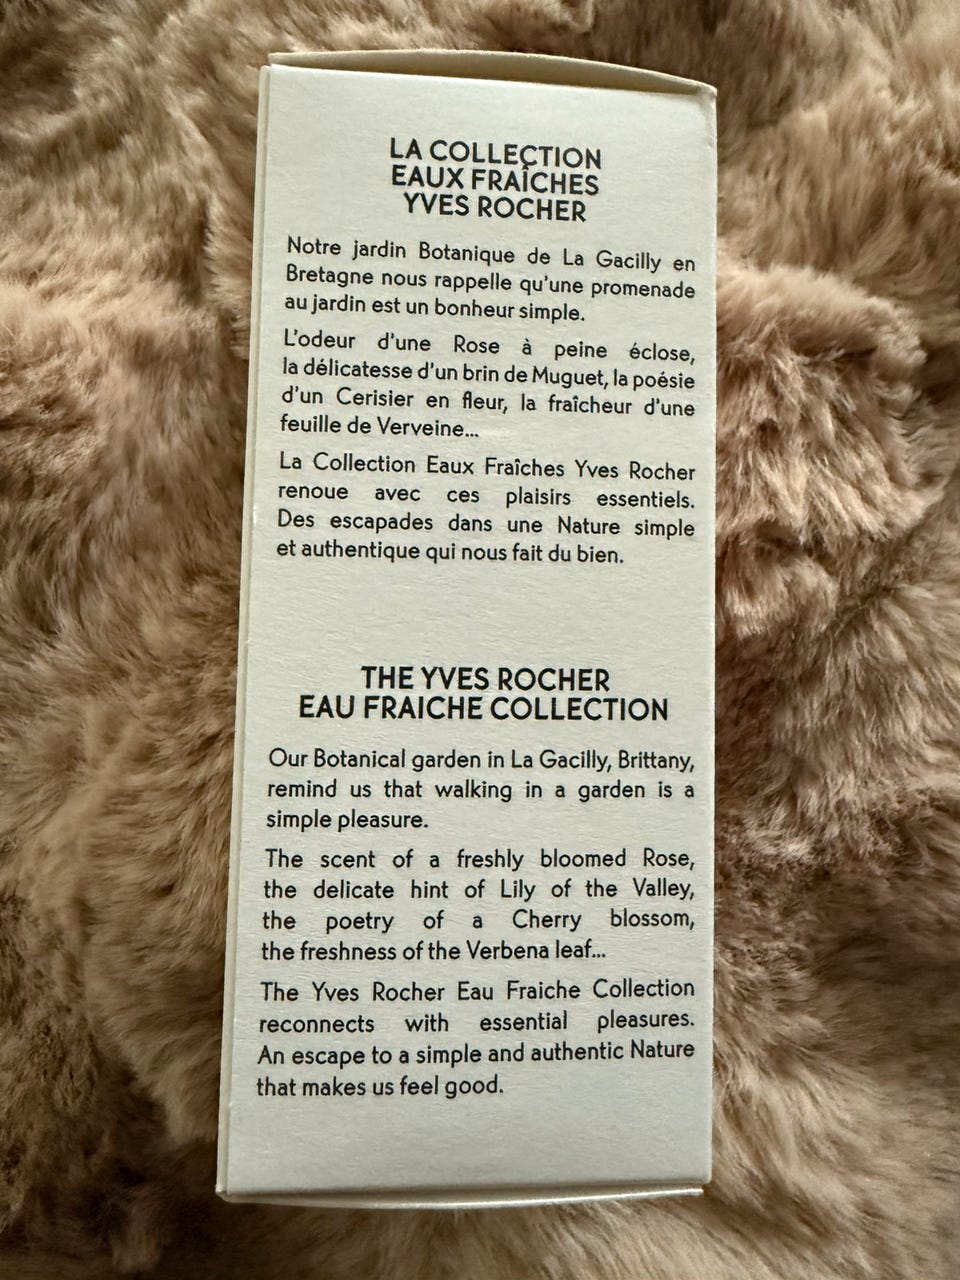 LA COLLECTION
EAUX FRAÎCHES
YVES ROCHER
Notre jardin Botanique de La Gacilly en
Bretagne nous rappelle qu'une promenade
au jardin est un bonheur simple.
L'odeur d'une Rose à peine éclose,
la délicatesse d'un brin de Muguet, la poésie
d'un Cerisier en fleur, la fraîcheur d'une
feuille de Verveine...
La Collection Eaux Fraîches Yves Rocher
renoue avec ces plaisirs essentiels.
Des escapades dans une Nature simple
et authentique qui nous fait du bien.
THE YVES ROCHER
EAU FRAICHE COLLECTION
Our Botanical garden in La Gacilly, Brittany,
remind us that walking in a garden is a
simple pleasure.
The scent of a freshly bloomed Rose,
the delicate hint of Lily of the Valley,
the poetry of a Cherry blossom,
the freshness of the Verbena leaf...
The Yves Rocher Eau Fraiche Collection
reconnects with essential pleasures.
An escape to a simple and authentic Nature
that makes us feel good.